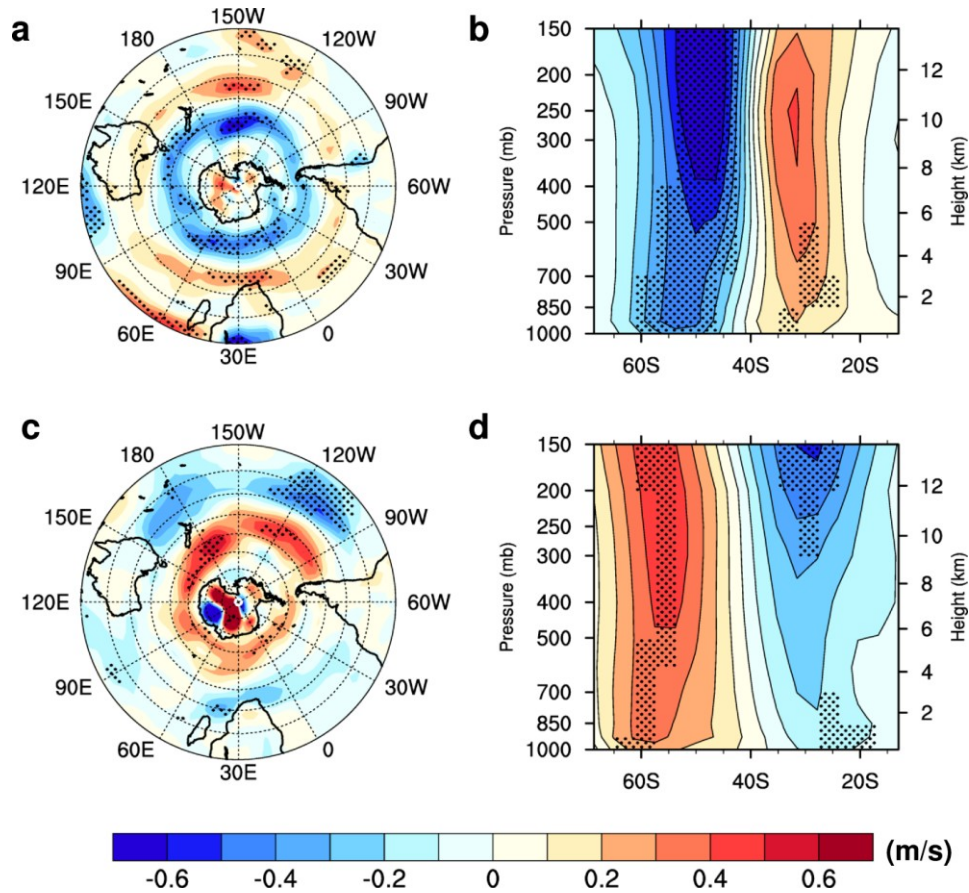 a
150W
180
120W
150E
90W
120E
60W
90E
30W
60E
0
30E
b
Pressure (mb)
150
200
250
300
400
500
700
850
1000
60S
40S
20S
12
10
8
6
4
2
Height (km)
c
150W
180
120W
150E
90W
120E
60W
90E
30W
60E
0
30E
d
Pressure (mb)
150
200
250
300
400
500
700
850
1000
60S
40S
20S
12
10
8
6
4
2
Height (km)
-0.6 -0.4 -0.2 0 0.2 0.4 0.6 (m/s)